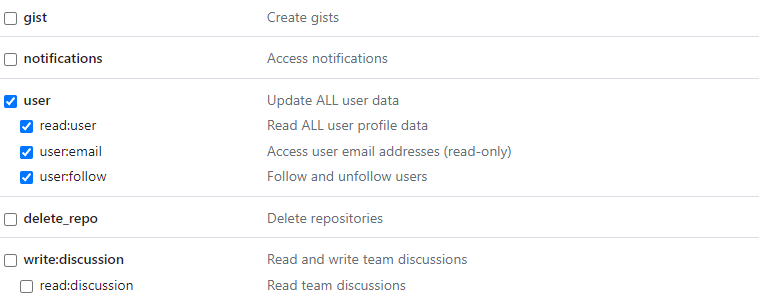 gist Create gists
notifications Access notifications
user Update ALL user data
read:user Read ALL user profile data
user:email Access user email addresses (read-only)
user:follow Follow and unfollow users
delete_repo Delete repositories
write:discussion Read and write team discussions
read:discussion Read team discussions